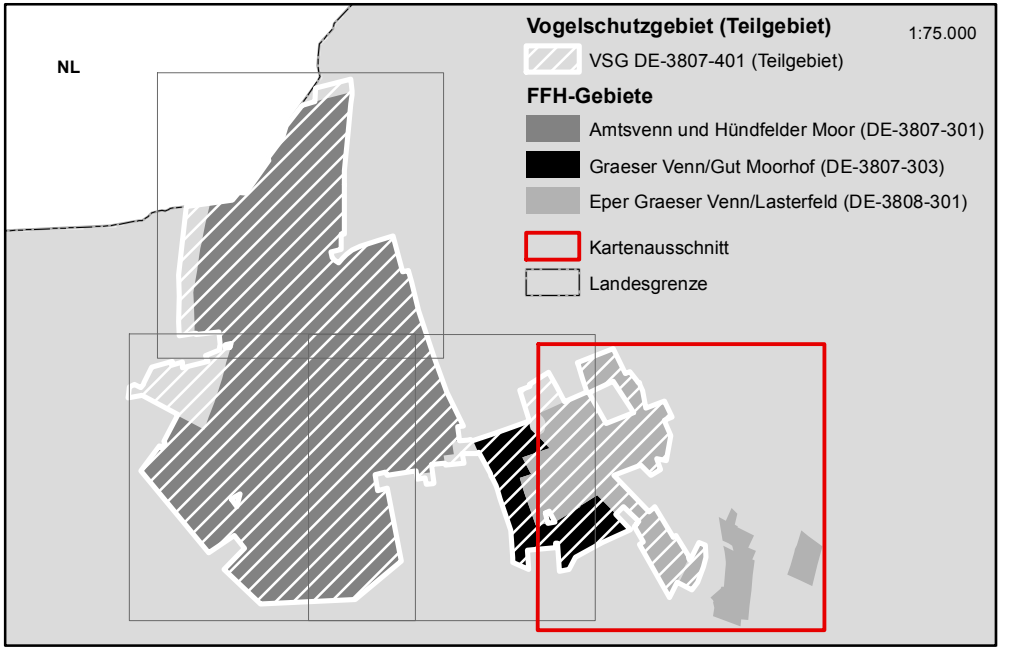 Vogelschutzgebiet (Teilgebiet)
1:75.000
NL
VSG DE-3807-401 (Teilgebiet)
FFH-Gebiete
Amtsvenn und Hündfelder Moor (DE-3807-301)
Graeser Venn/Gut Moorhof (DE-3807-303)
Eper Graeser Venn/Lasterfeld (DE-3808-301)
Kartenausschnitt
Landesgrenze